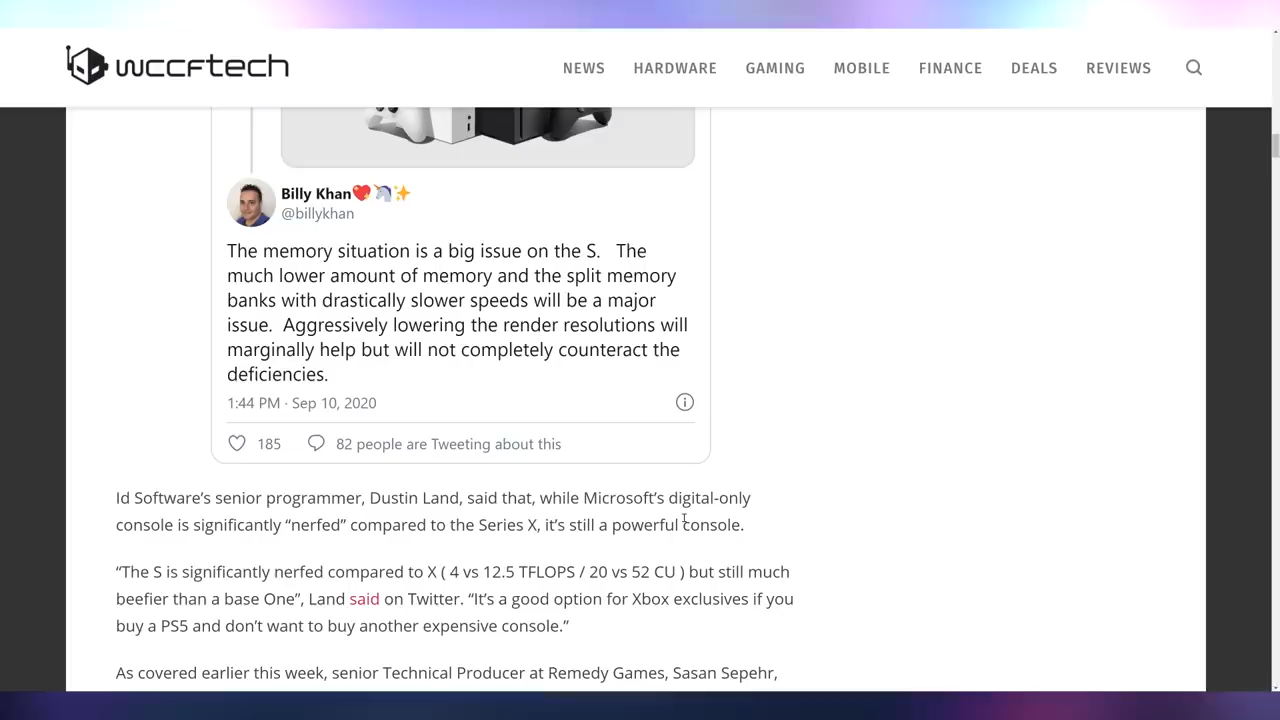 wccftech
NEWS HARDWARE GAMING MOBILE FINANCE DEALS REVIEWS
Billy Khan
@billykhan
The memory situation is a big issue on the S. The
much lower amount of memory and the split memory
banks with drastically slower speeds will be a major
issue. Aggressively lowering the render resolutions will
marginally help but will not completely counteract the
deficiencies.
1:44 PM · Sep 10, 2020
185 82 people are Tweeting about this
Id Software’s senior programmer, Dustin Land, said that, while Microsoft’s digital-only
console is significantly “nerfed” compared to the Series X, it’s still a powerful console.
“The S is significantly nerfed compared to X ( 4 vs 12.5 TFLOPS / 20 vs 52 CU ) but still much
beefier than a base One”, Land said on Twitter. “It’s a good option for Xbox exclusives if you
buy a PS5 and don’t want to buy another expensive console.”
As covered earlier this week, senior Technical Producer at Remedy Games, Sasan Sepehr,